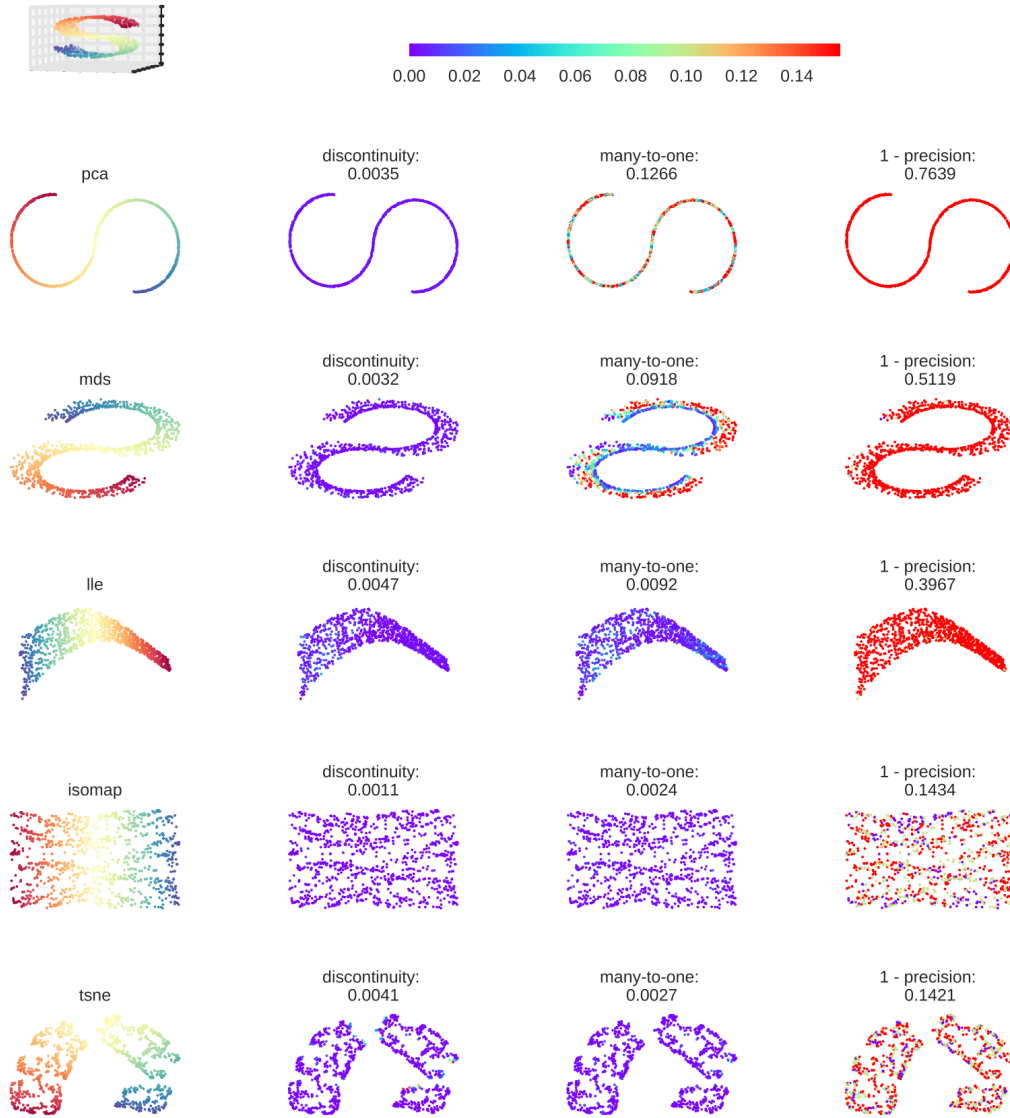 0.00 0.02 0.04 0.06 0.08 0.10 0.12 0.14
pca
discontinuity:
0.0035
many-to-one:
0.1266
1 - precision:
0.7639
mds
discontinuity:
0.0032
many-to-one:
0.0918
1 - precision:
0.5119
lle
discontinuity:
0.0047
many-to-one:
0.0092
1 - precision:
0.3967
isomap
discontinuity:
0.0011
many-to-one:
0.0024
1 - precision:
0.1434
tsne
discontinuity:
0.0041
many-to-one:
0.0027
1 - precision:
0.1421